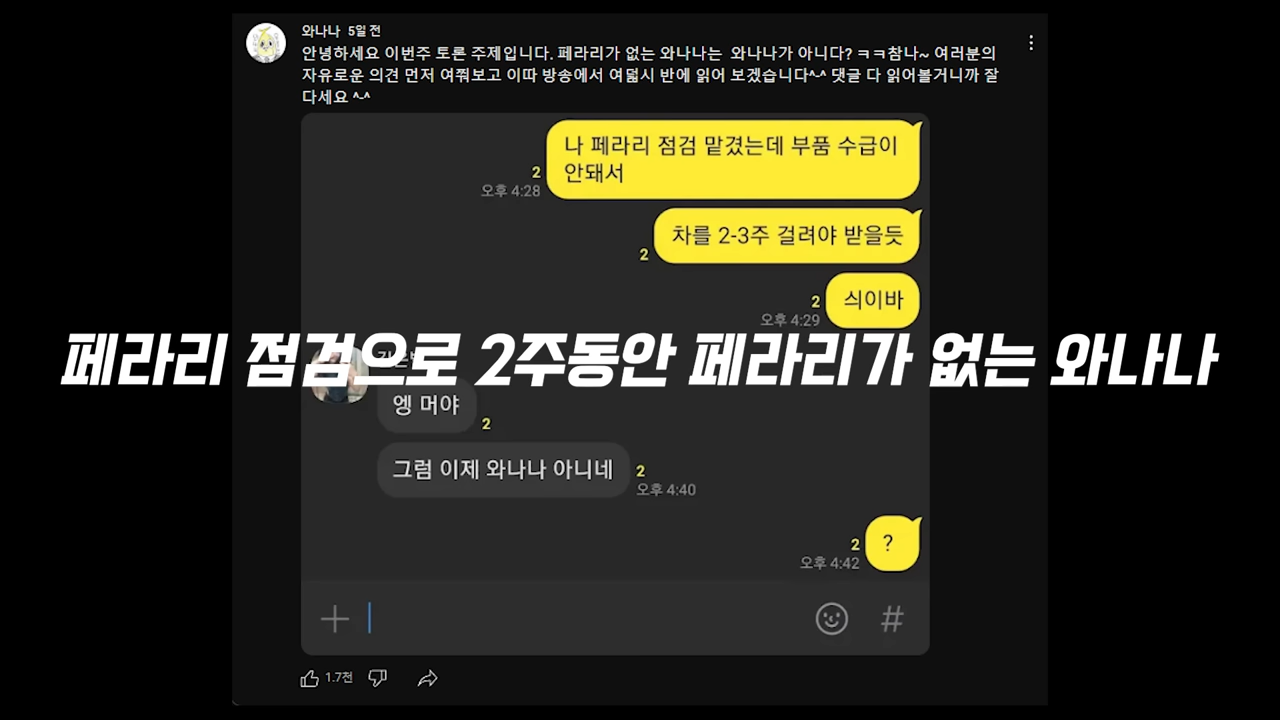 와나나 5일 전
안녕하세요 이번주 토론 주제입니다. 페라리가 없는 와나나는 와나나가 아니다? ㅋㅋ참나~ 여러분의
자유로운 의견 먼저 여쭤보고 이따 방송에서 여덟시 반에 읽어 보겠습니다^-^ 댓글 다 읽어볼거니까 잘
다세요 ^-^
나 페라리 점검 맡겼는데 부품 수급이
안돼서
2
오후 4:28
차를 2-3주 걸려야 받을듯
2
싀이바
2
오후 4:29
페라리 점검으로 2주동안 페라리가 없는 와나나
엥 머야
2
그럼 이제 와나나 아니네
2
오후 4:40
?
2
오후 4:42
1.7천